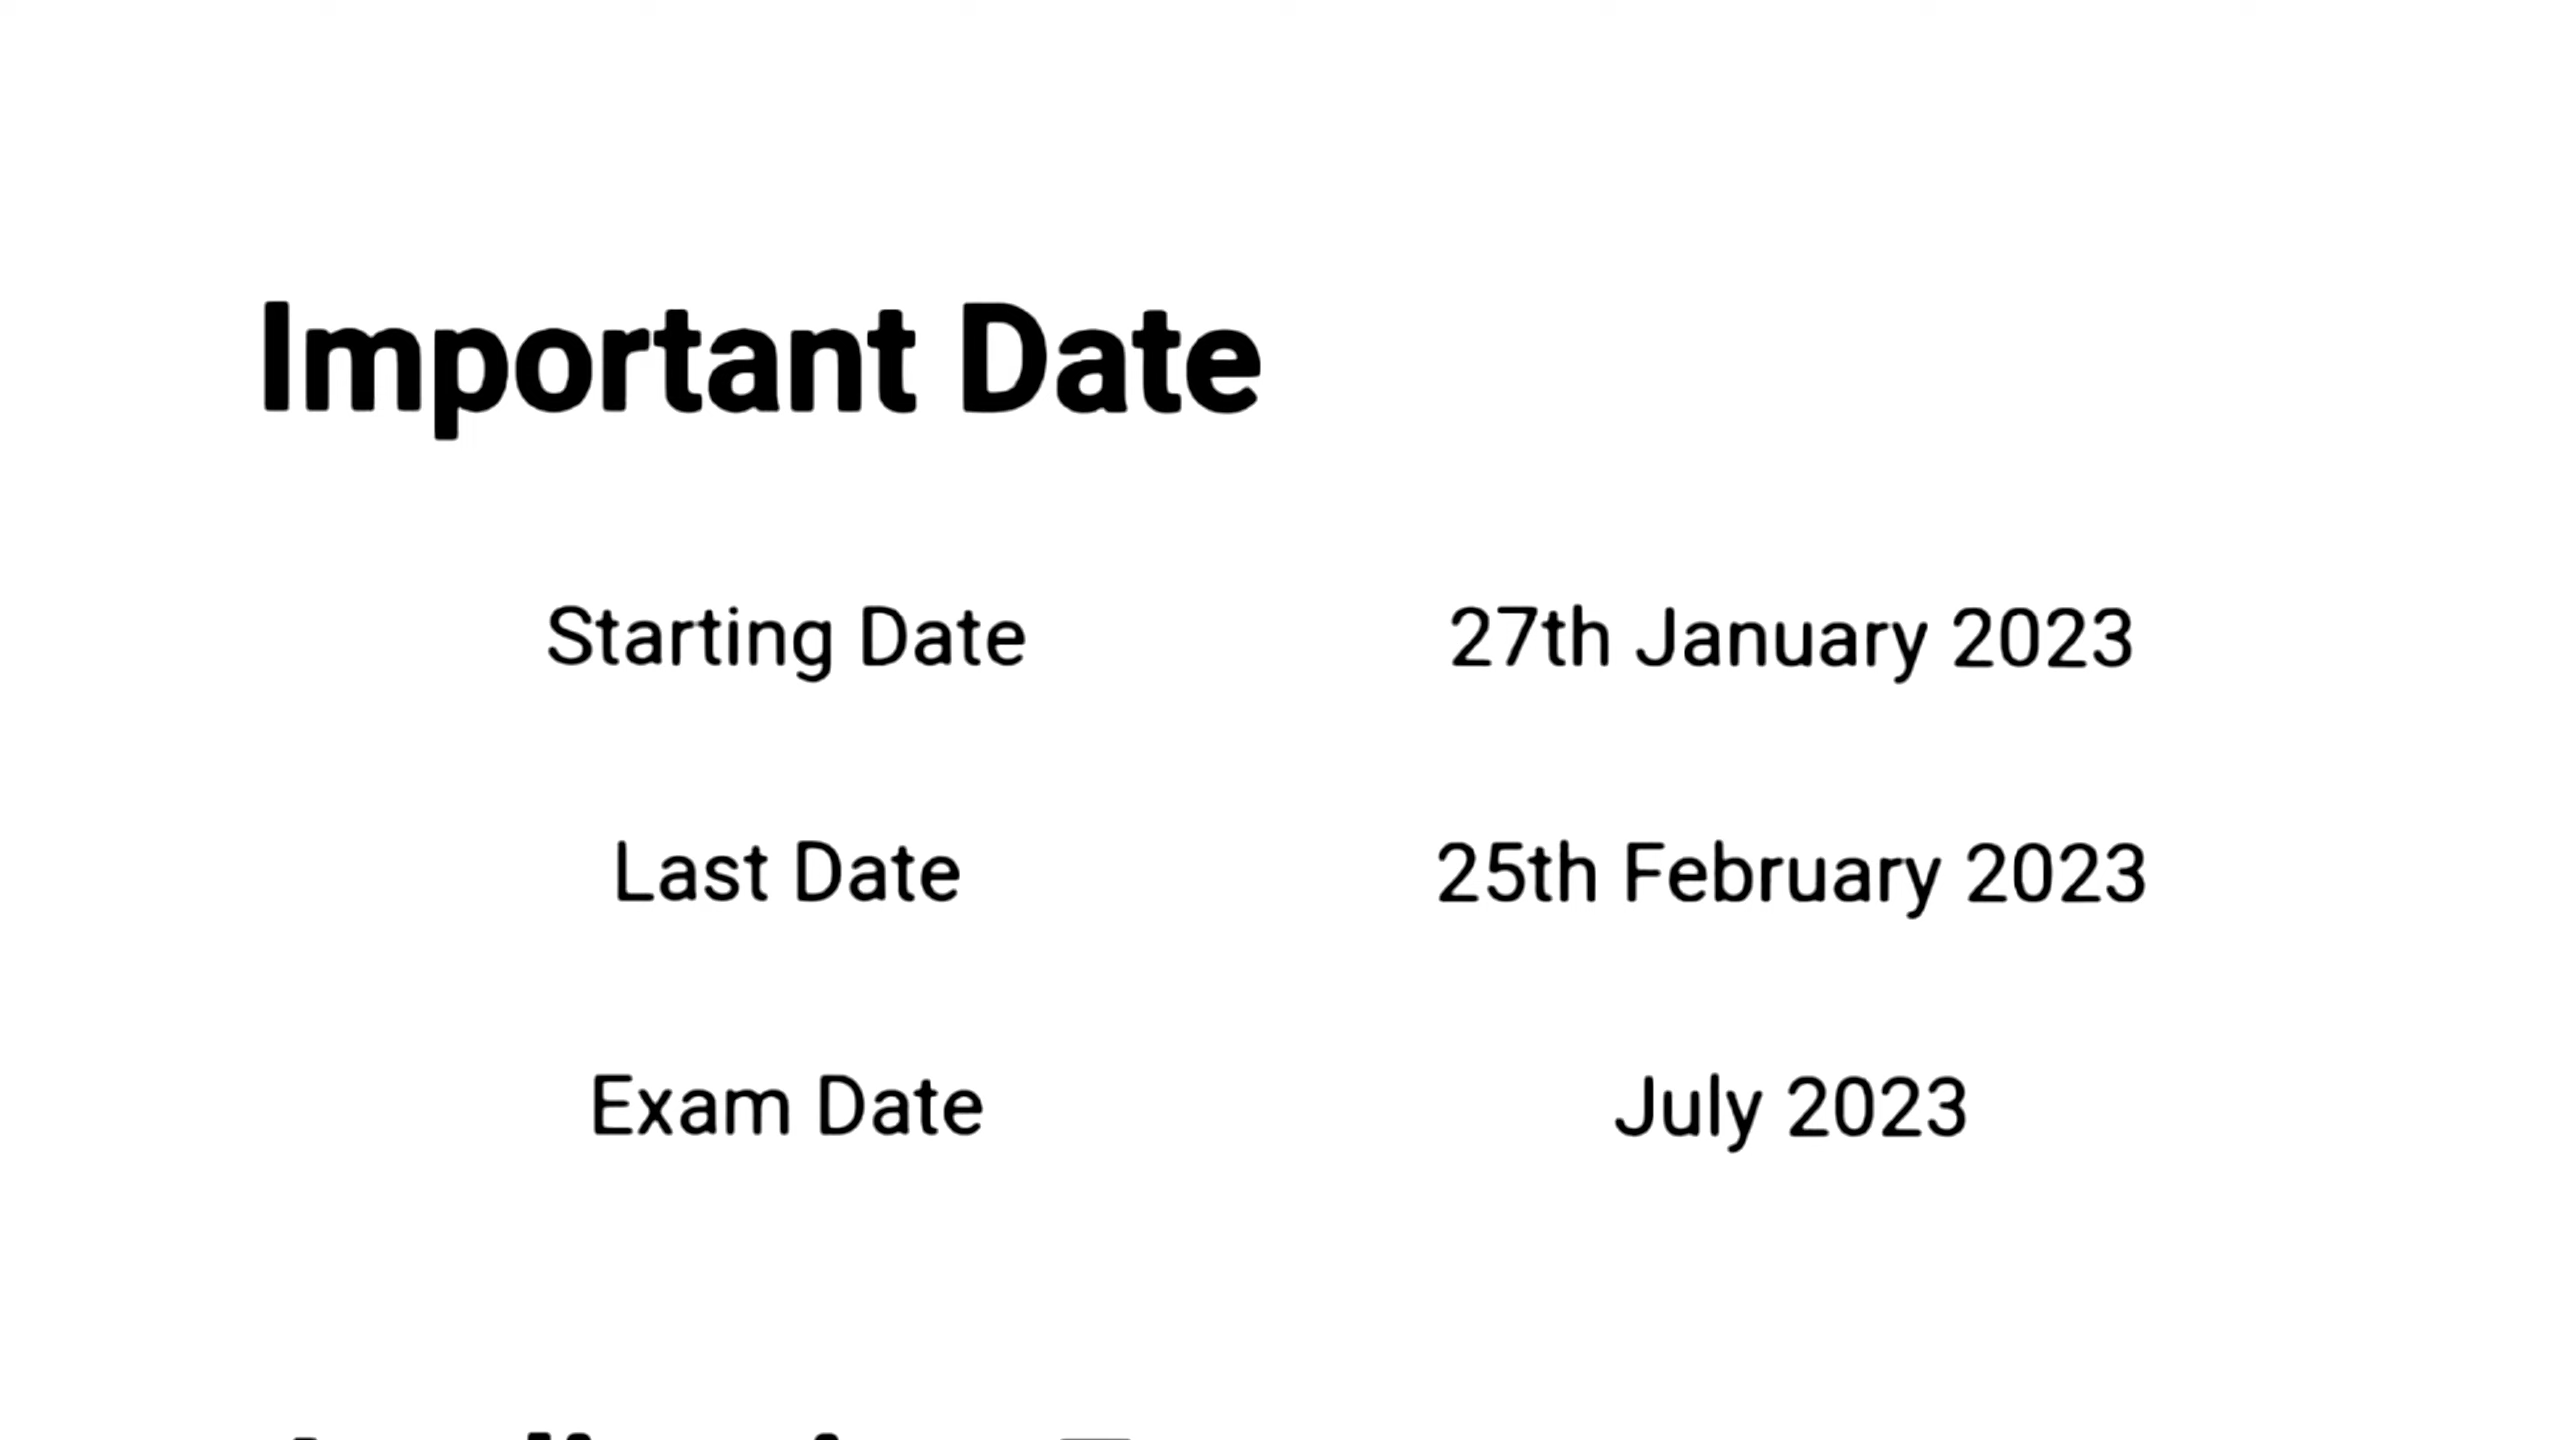 Important Date
Starting Date 27th January 2023
Last Date 25th February 2023
Exam Date July 2023